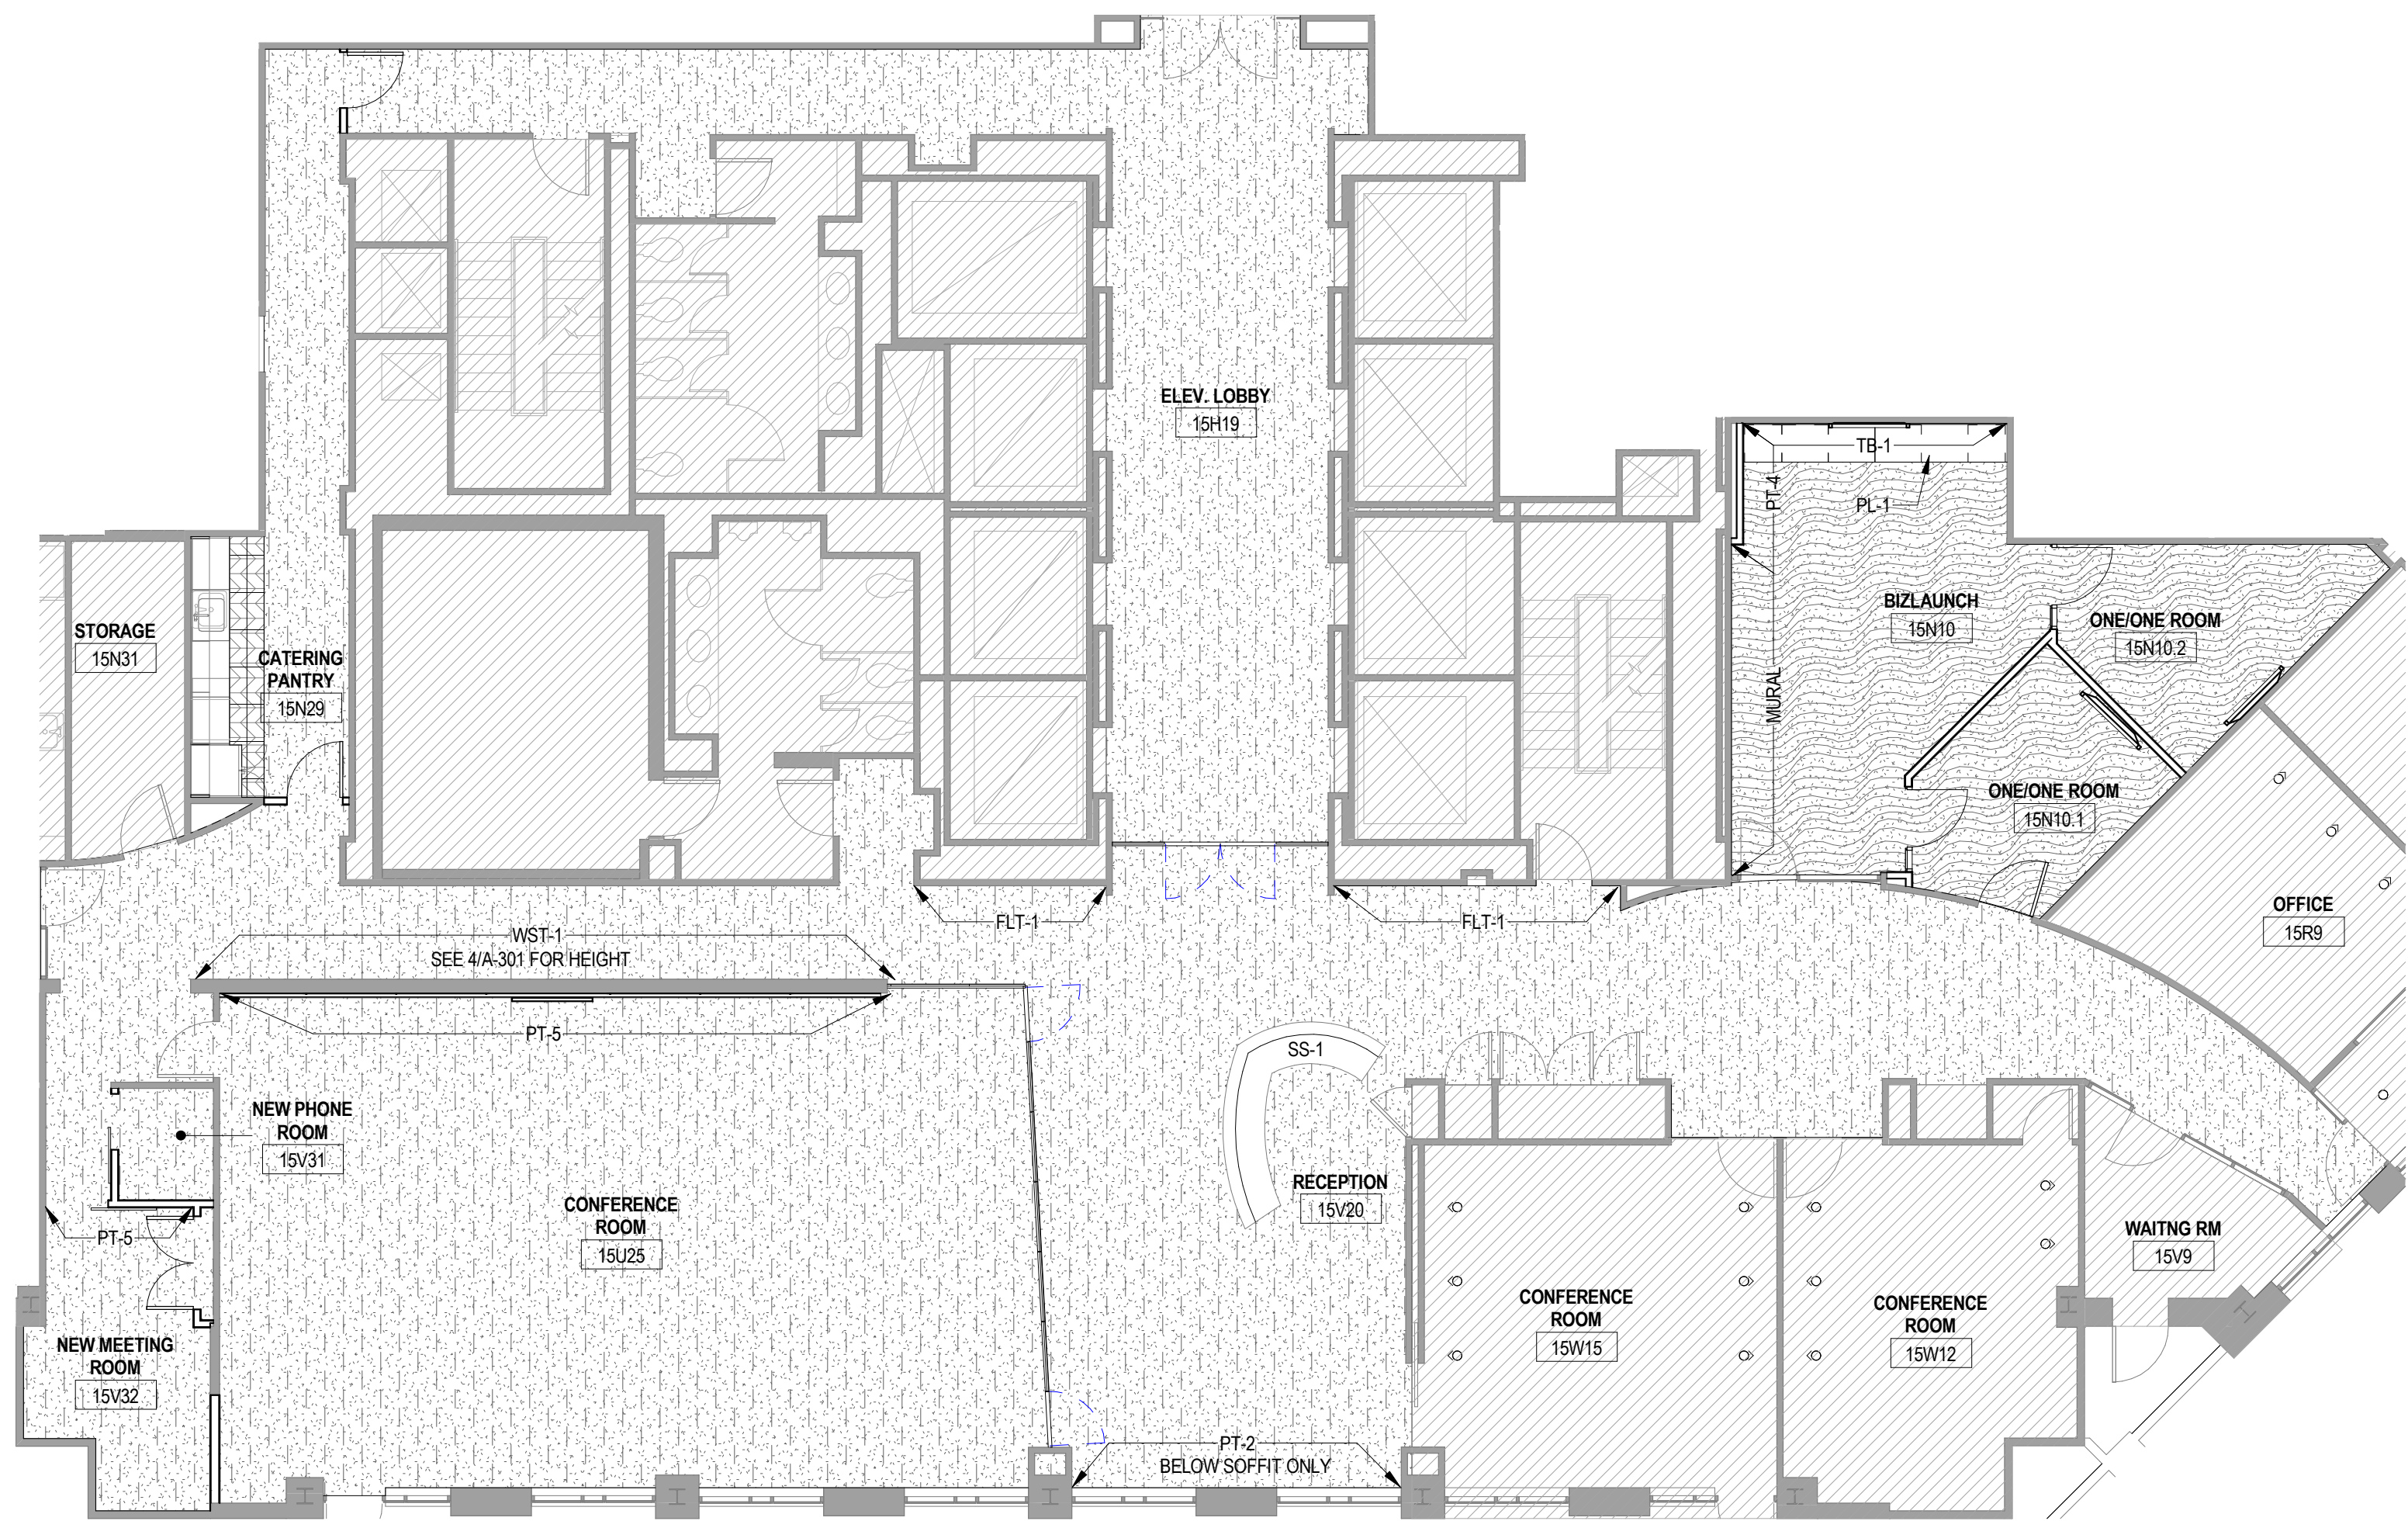 ELEV. LOBBY
15H19
TB-1
PT-4
PL-1
STORAGE
15N31
CATERING
PANTRY
15N29
BIZLAUNCH
15N10
ONE/ONE ROOM
15N10.2
MURAL
ONE/ONE ROOM
15N10.1
OFFICE
15R9
FLT-1
FLT-1
WST-1
SEE 4/A-301 FOR HEIGHT
PT-5
SS-1
NEW PHONE
ROOM
15V31
CONFERENCE
ROOM
15U25
RECEPTION
15V20
PT-5
WAITNG RM
15V9
CONFERENCE
ROOM
15W15
CONFERENCE
ROOM
15W12
NEW MEETING
ROOM
15V32
PT-2
BELOW SOFFIT ONLY